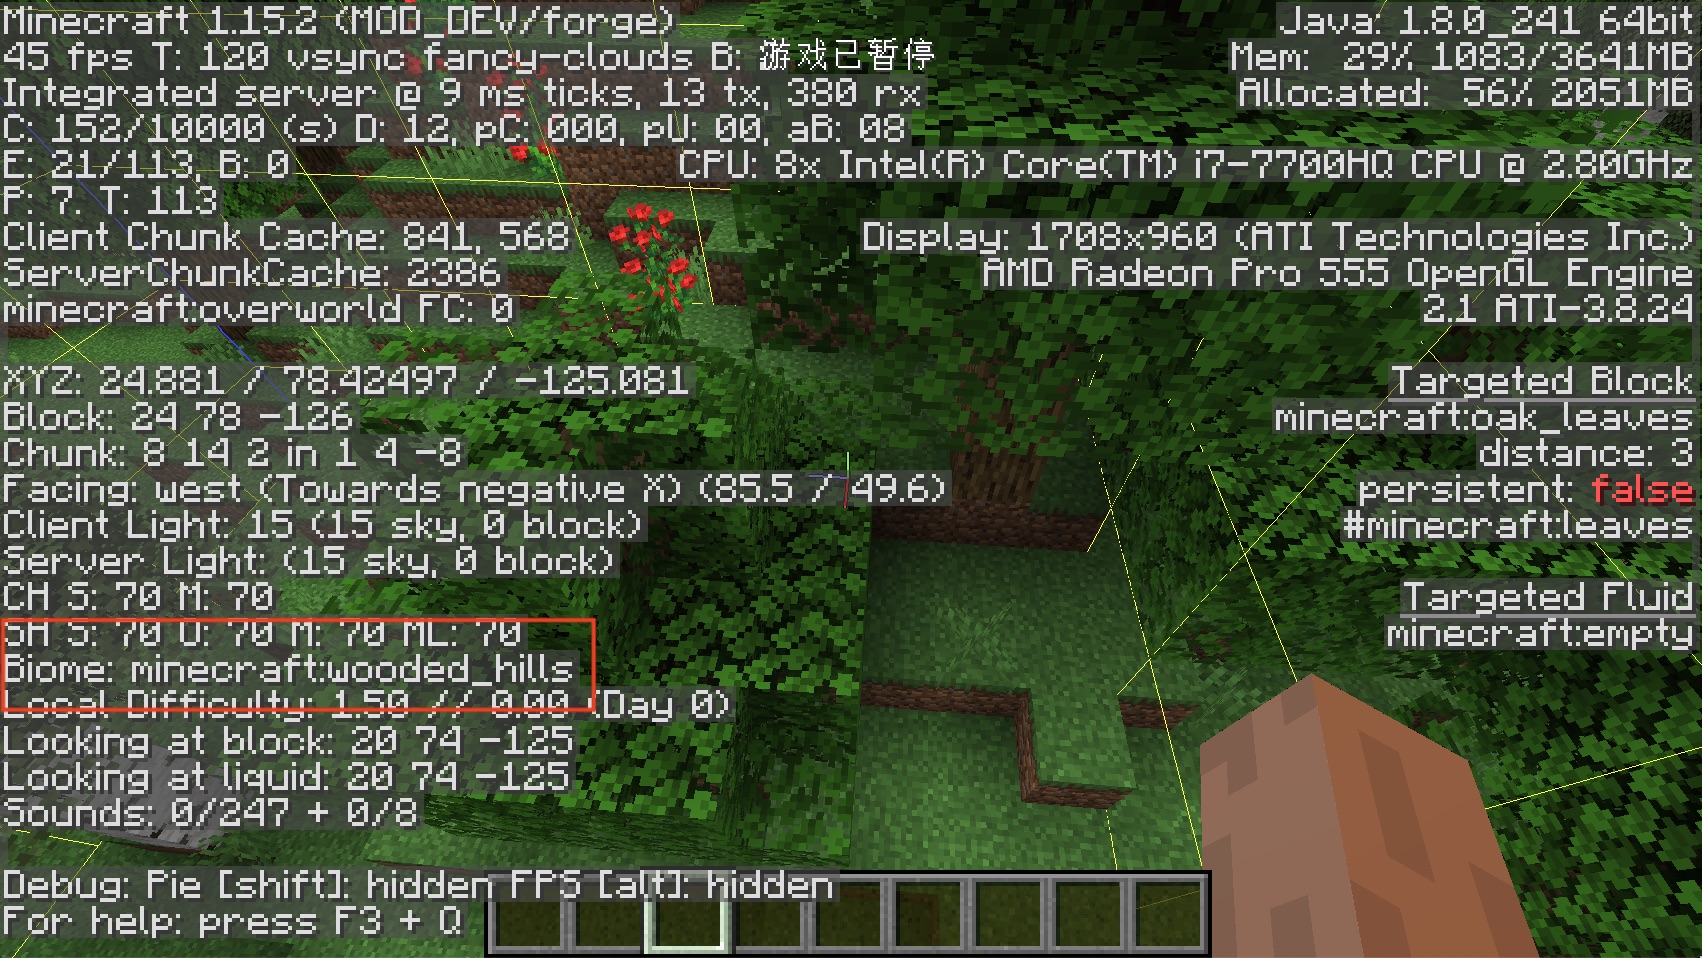 Minecraft 1.15.2 (MOD_DEV/forge)
45 fps T: 120 vsync fancy-clouds B:
游戏已暂停
Integrated server @ 9 ms ticks, 13 tx, 380 rx
C: 152/10000 (s) D: 12, pC: 000, pU: 00, aB: 08
E: 21/113, B: 0
P: 7. T: 113
Client Chunk Cache: 841, 568
ServerChunkCache: 2386
minecraft:overworld FC: 0
XYZ: 24.881 / 78.42497 / -125.081
Block: 24 78 -126
Chunk: 8 14 2 in 1 4 -8
Facing: west (Towards negative X) (85.5 / 49.6)
Client Light: 15 (15 sky, 0 block)
Server Light: (15 sky, 0 block)
CH S: 70 M: 70
SH S: 70 O: 70 M: 70 ML: 70
Biome: minecraft:wooded_hills
Local Difficulty: 1.50 // 0.00 (Day 0)
Looking at block: 20 74 -125
Looking at liquid: 20 74 -125
Sounds: 0/247 + 0/8
Debug: Pie [shift]: hidden FPS [alt]: hidden
For help: press F3 + Q
Java: 1.8.0_241 64bit
Mem: 29% 1083/3641MB
Allocated: 56% 2051MB
CPU: 8x Intel(R) Core(TM) i7-7700HQ CPU @ 2.80GHz
Display: 1708x960 (ATI Technologies Inc.)
AMD Radeon Pro 555 OpenGL Engine
2.1 ATI-3.8.24
Targeted Block
minecraft:oak_leaves
distance: 3
persistent: false
#minecraft:leaves
Targeted Fluid
minecraft:empty